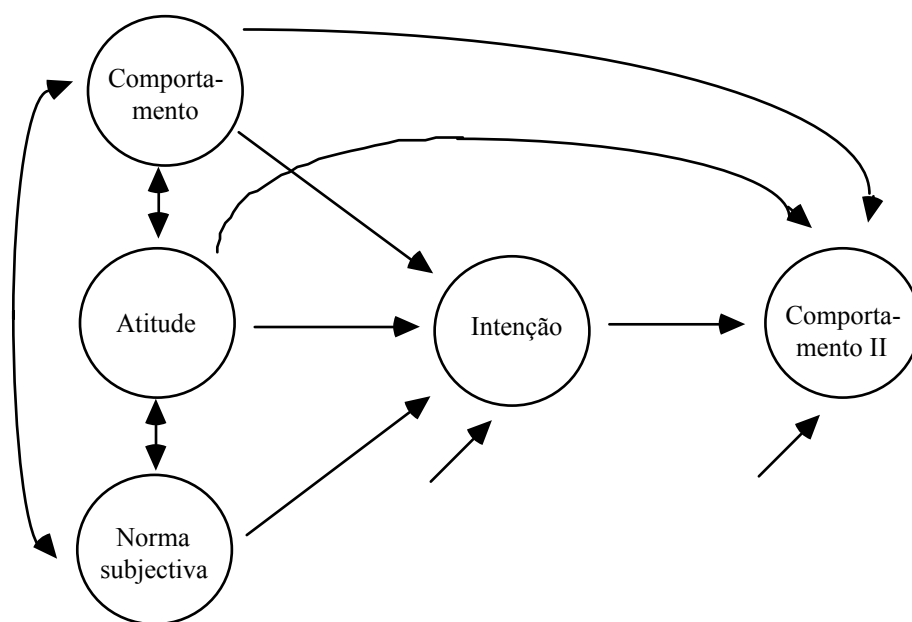 Comporta-
mento
Atitude
Norma
subjectiva
Intenção
Comporta-
mento II